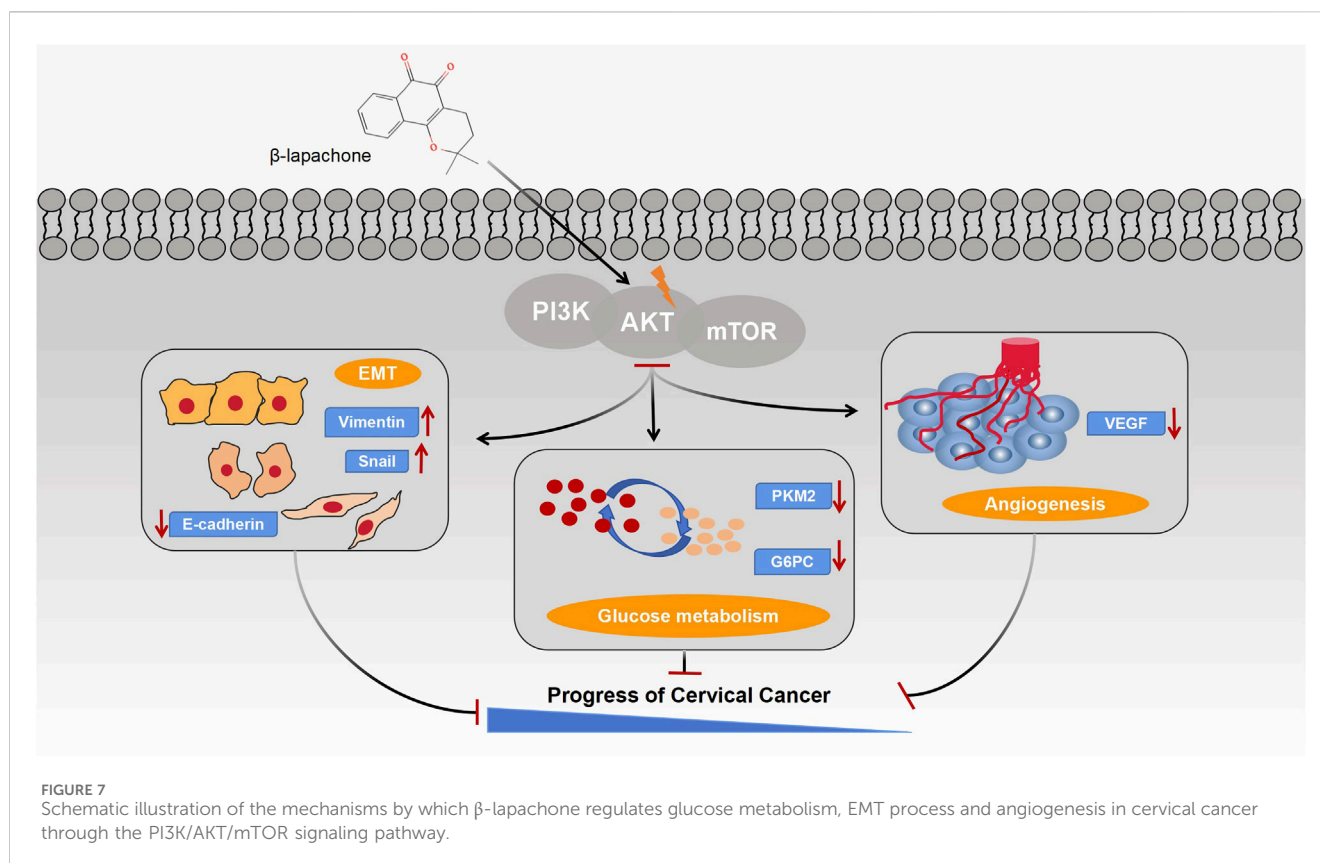 O
O
O
β-lapachone
PI3K
AKT
mTOR
EMT
Vimentin
Snail
E-cadherin
PKM2
G6PC
Glucose metabolism
VEGF
Angiogenesis
Progress of Cervical Cancer
FIGURE 7
Schematic illustration of the mechanisms by which β-lapachone regulates glucose metabolism, EMT process and angiogenesis in cervical cancer
through the PI3K/AKT/mTOR signaling pathway.